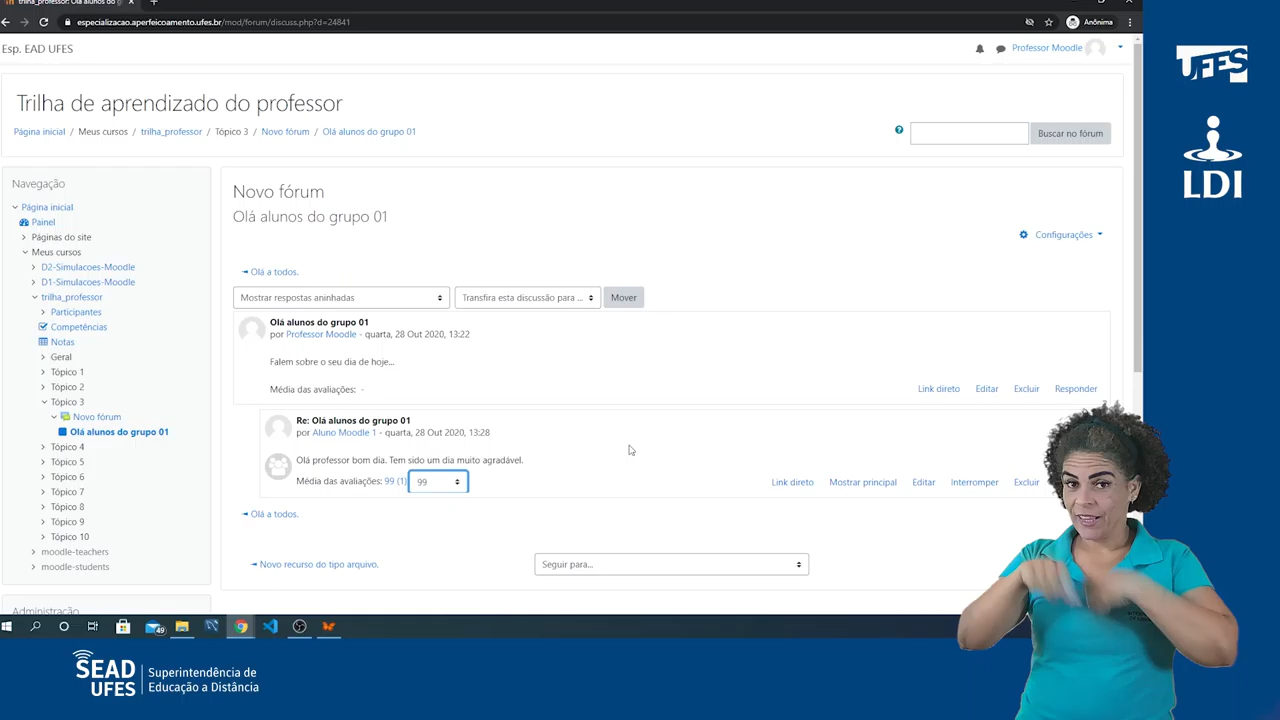 trilha_professor: Olá alunos do g
especializacao.aperfeicoamento.ufes.br/mod/forum/discuss.php?d=24841
Anônima
Esp. EAD UFES
Professor Moodle
UFES
LDI
Trilha de aprendizado do professor
Página inicial / Meus cursos / trilha_professor / Tópico 3 / Novo fórum / Olá alunos do grupo 01
Buscar no fórum
Navegação
Página inicial
Painel
Páginas do site
Meus cursos
D2-Simulacoes-Moodle
D1-Simulacoes-Moodle
trilha_professor
Participantes
Competências
Notas
Geral
Tópico 1
Tópico 2
Tópico 3
Novo fórum
Olá alunos do grupo 01
Tópico 4
Tópico 5
Tópico 6
Tópico 7
Tópico 8
Tópico 9
Tópico 10
moodle-teachers
moodle-students
Administração
Novo fórum
Olá alunos do grupo 01
Configurações
◄ Olá a todos.
Mostrar respostas aninhadas
Transfira esta discussão para ...
Mover
Olá alunos do grupo 01
por Professor Moodle - quarta, 28 Out 2020, 13:22
Falem sobre o seu dia de hoje...
Média das avaliações: -
Link direto Editar Excluir Responder
Re: Olá alunos do grupo 01
por Aluno Moodle 1 - quarta, 28 Out 2020, 13:28
Olá professor bom dia. Tem sido um dia muito agradável.
Média das avaliações: 99 (1) 99
Link direto Mostrar principal Editar Interromper Excluir
◄ Olá a todos.
◄ Novo recurso do tipo arquivo.
Seguir para...
49
SEAD
UFES
Superintendência de
Educação a Distância